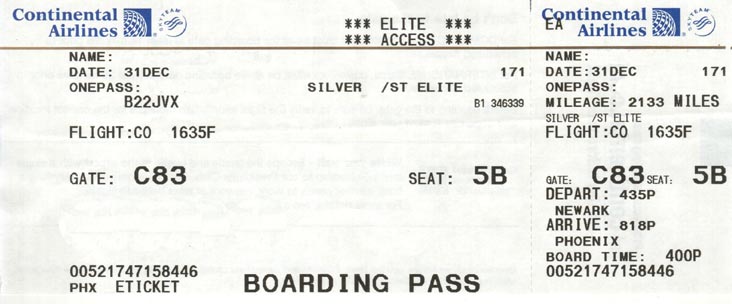 Continental Airlines SKYTEAM
*** ELITE ***
*** ACCESS ***
NAME:
DATE: 31DEC 171
ONEPASS: SILVER /ST ELITE
B22JVX B1 346339
FLIGHT:CO 1635F
GATE: C83 SEAT: 5B
00521747158446
PHX ETICKET BOARDING PASS
Continental Airlines SKYTEAM
EA
NAME:
DATE:31DEC 171
ONEPASS:
MILEAGE: 2133 MILES
SILVER /ST ELITE
FLIGHT:CO 1635F
GATE: C83 SEAT: 5B
DEPART: 435P
NEWARK
ARRIVE: 818P
PHOENIX
BOARD TIME: 400P
00521747158446